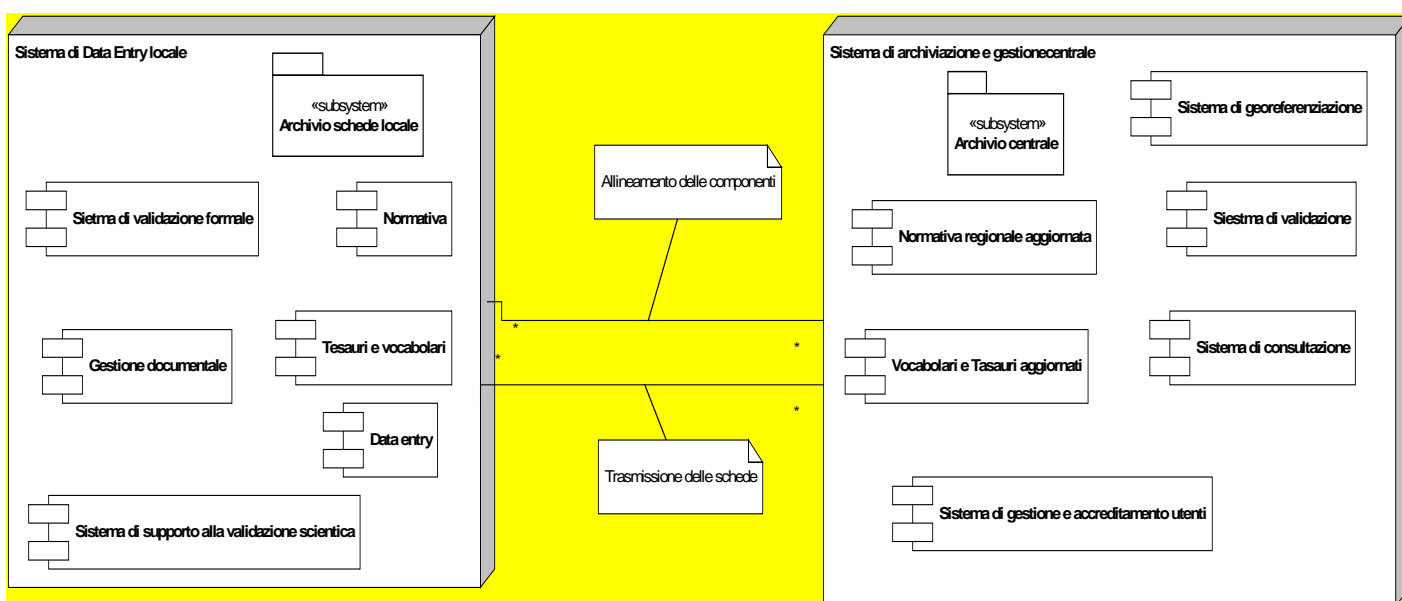 Sistema di Data Entry locale
«subsystem»
Archivio schede locale
Sietma di validazione formale
Normativa
Gestione documentale
Tesauri e vocabolari
Data entry
Sistema di supporto alla validazione scientica
Allineamento delle componenti
*
*
*
*
Trasmissione delle schede
Sistema di archiviazione e gestionecentrale
«subsystem»
Archivio centrale
Sistema di georeferenziazione
Normativa regionale aggiornata
Siestma di validazione
Vocabolari e Tasauri aggiornati
Sistema di consultazione
Sistema di gestione e accreditamento utenti